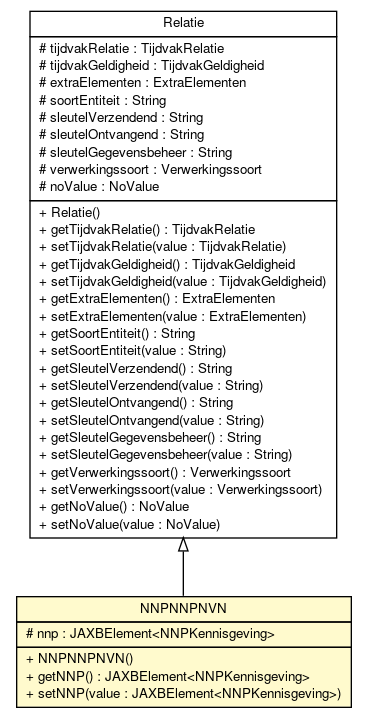 Relatie
# tijdvakRelatie : TijdvakRelatie
# tijdvakGeldigheid : TijdvakGeldigheid
# extraElementen : ExtraElementen
# soortEntiteit : String
# sleutelVerzendend : String
# sleutelOntvangend : String
# sleutelGegevensbeheer : String
# verwerkingssoort : Verwerkingssoort
# noValue : NoValue
+ Relatie()
+ getTijdvakRelatie() : TijdvakRelatie
+ setTijdvakRelatie(value : TijdvakRelatie)
+ getTijdvakGeldigheid() : TijdvakGeldigheid
+ setTijdvakGeldigheid(value : TijdvakGeldigheid)
+ getExtraElementen() : ExtraElementen
+ setExtraElementen(value : ExtraElementen)
+ getSoortEntiteit() : String
+ setSoortEntiteit(value : String)
+ getSleutelVerzendend() : String
+ setSleutelVerzendend(value : String)
+ getSleutelOntvangend() : String
+ setSleutelOntvangend(value : String)
+ getSleutelGegevensbeheer() : String
+ setSleutelGegevensbeheer(value : String)
+ getVerwerkingssoort() : Verwerkingssoort
+ setVerwerkingssoort(value : Verwerkingssoort)
+ getNoValue() : NoValue
+ setNoValue(value : NoValue)
NNPNNPNVN
# nnp : JAXBElement<NNPKennisgeving>
+ NNPNNPNVN()
+ getNNP() : JAXBElement<NNPKennisgeving>
+ setNNP(value : JAXBElement<NNPKennisgeving>)